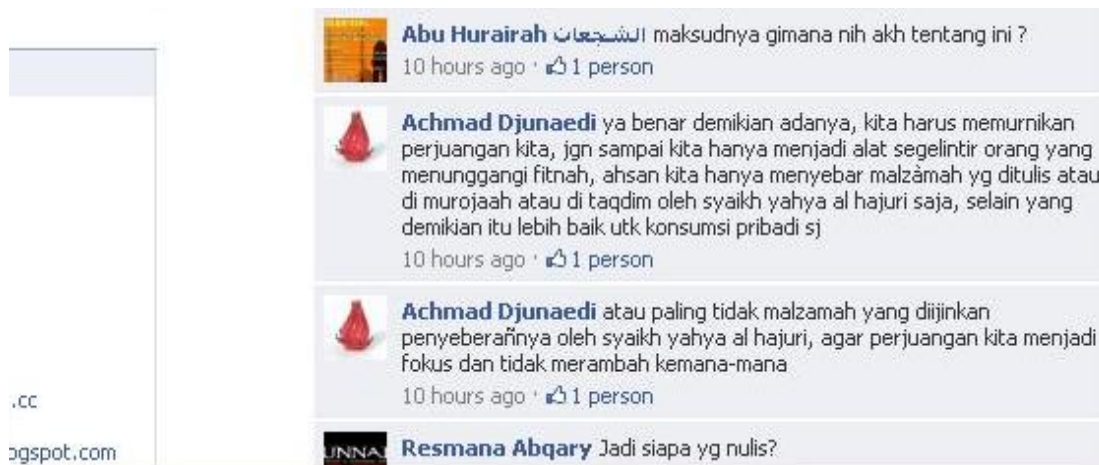 Abu Hurairah الشجعات maksudnya gimana nih akh tentang ini ?
10 hours ago · 1 person
Achmad Djunaedi ya benar demikian adanya, kita harus memurnikan
perjuangan kita, jgn sampai kita hanya menjadi alat segelintir orang yang
menunggangi fitnah, ahsan kita hanya menyebar malzàmah yg ditulis atau
di murojaah atau di taqdim oleh syaikh yahya al hajuri saja, selain yang
demikian itu lebih baik utk konsumsi pribadi sj
10 hours ago · 1 person
Achmad Djunaedi atau paling tidak malzamah yang diijinkan
penyeberañnya oleh syaikh yahya al hajuri, agar perjuangan kita menjadi
fokus dan tidak merambah kemana-mana
10 hours ago · 1 person
.cc
ogspot.com
UNNAJ
Resmana Abqary Jadi siapa yg nulis?